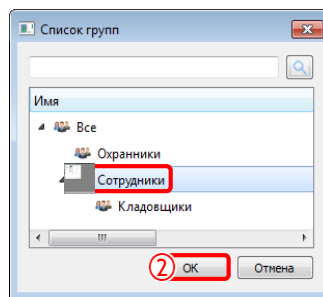 Список групп
Имя
Все
Охранники
Сотрудники
Кладовщики
2 ОК Отмена